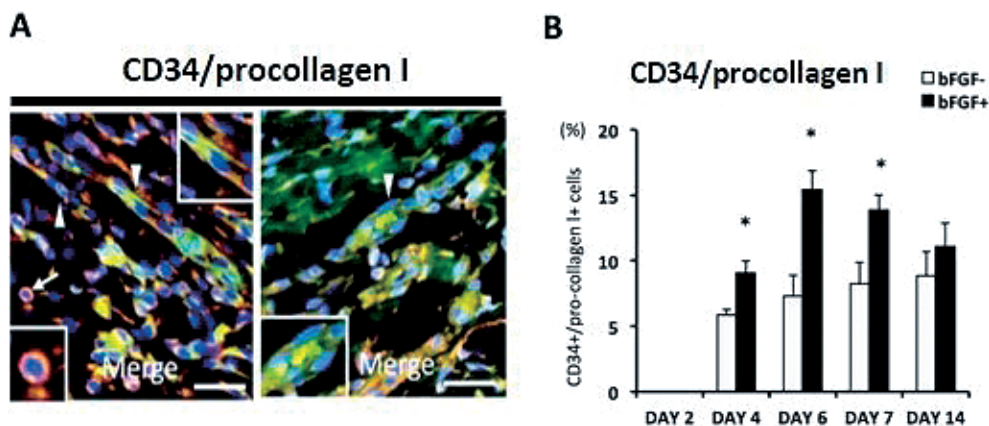 A
CD34/procollagen I
Merge
Merge
B
CD34/procollagen I
bFGF-
bFGF+
(%)
CD34+/pro-collagen I+ cells
20
15
10
5
0
*
*
*
DAY 2 DAY 4 DAY 6 DAY 7 DAY 14